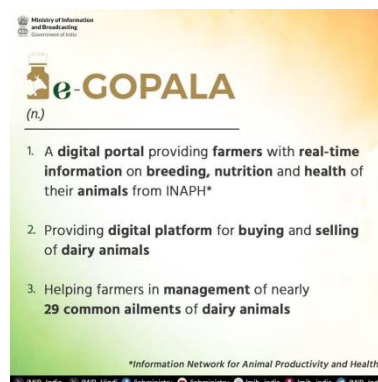 Ministry of Information
and Broadcasting
Government of India
e-GOPALA
(n.)
1. A digital portal providing farmers with real-time
information on breeding, nutrition and health of
their animals from INAPH*
2. Providing digital platform for buying and selling
of dairy animals
3. Helping farmers in management of nearly
29 common ailments of dairy animals
*Information Network for Animal Productivity and Health